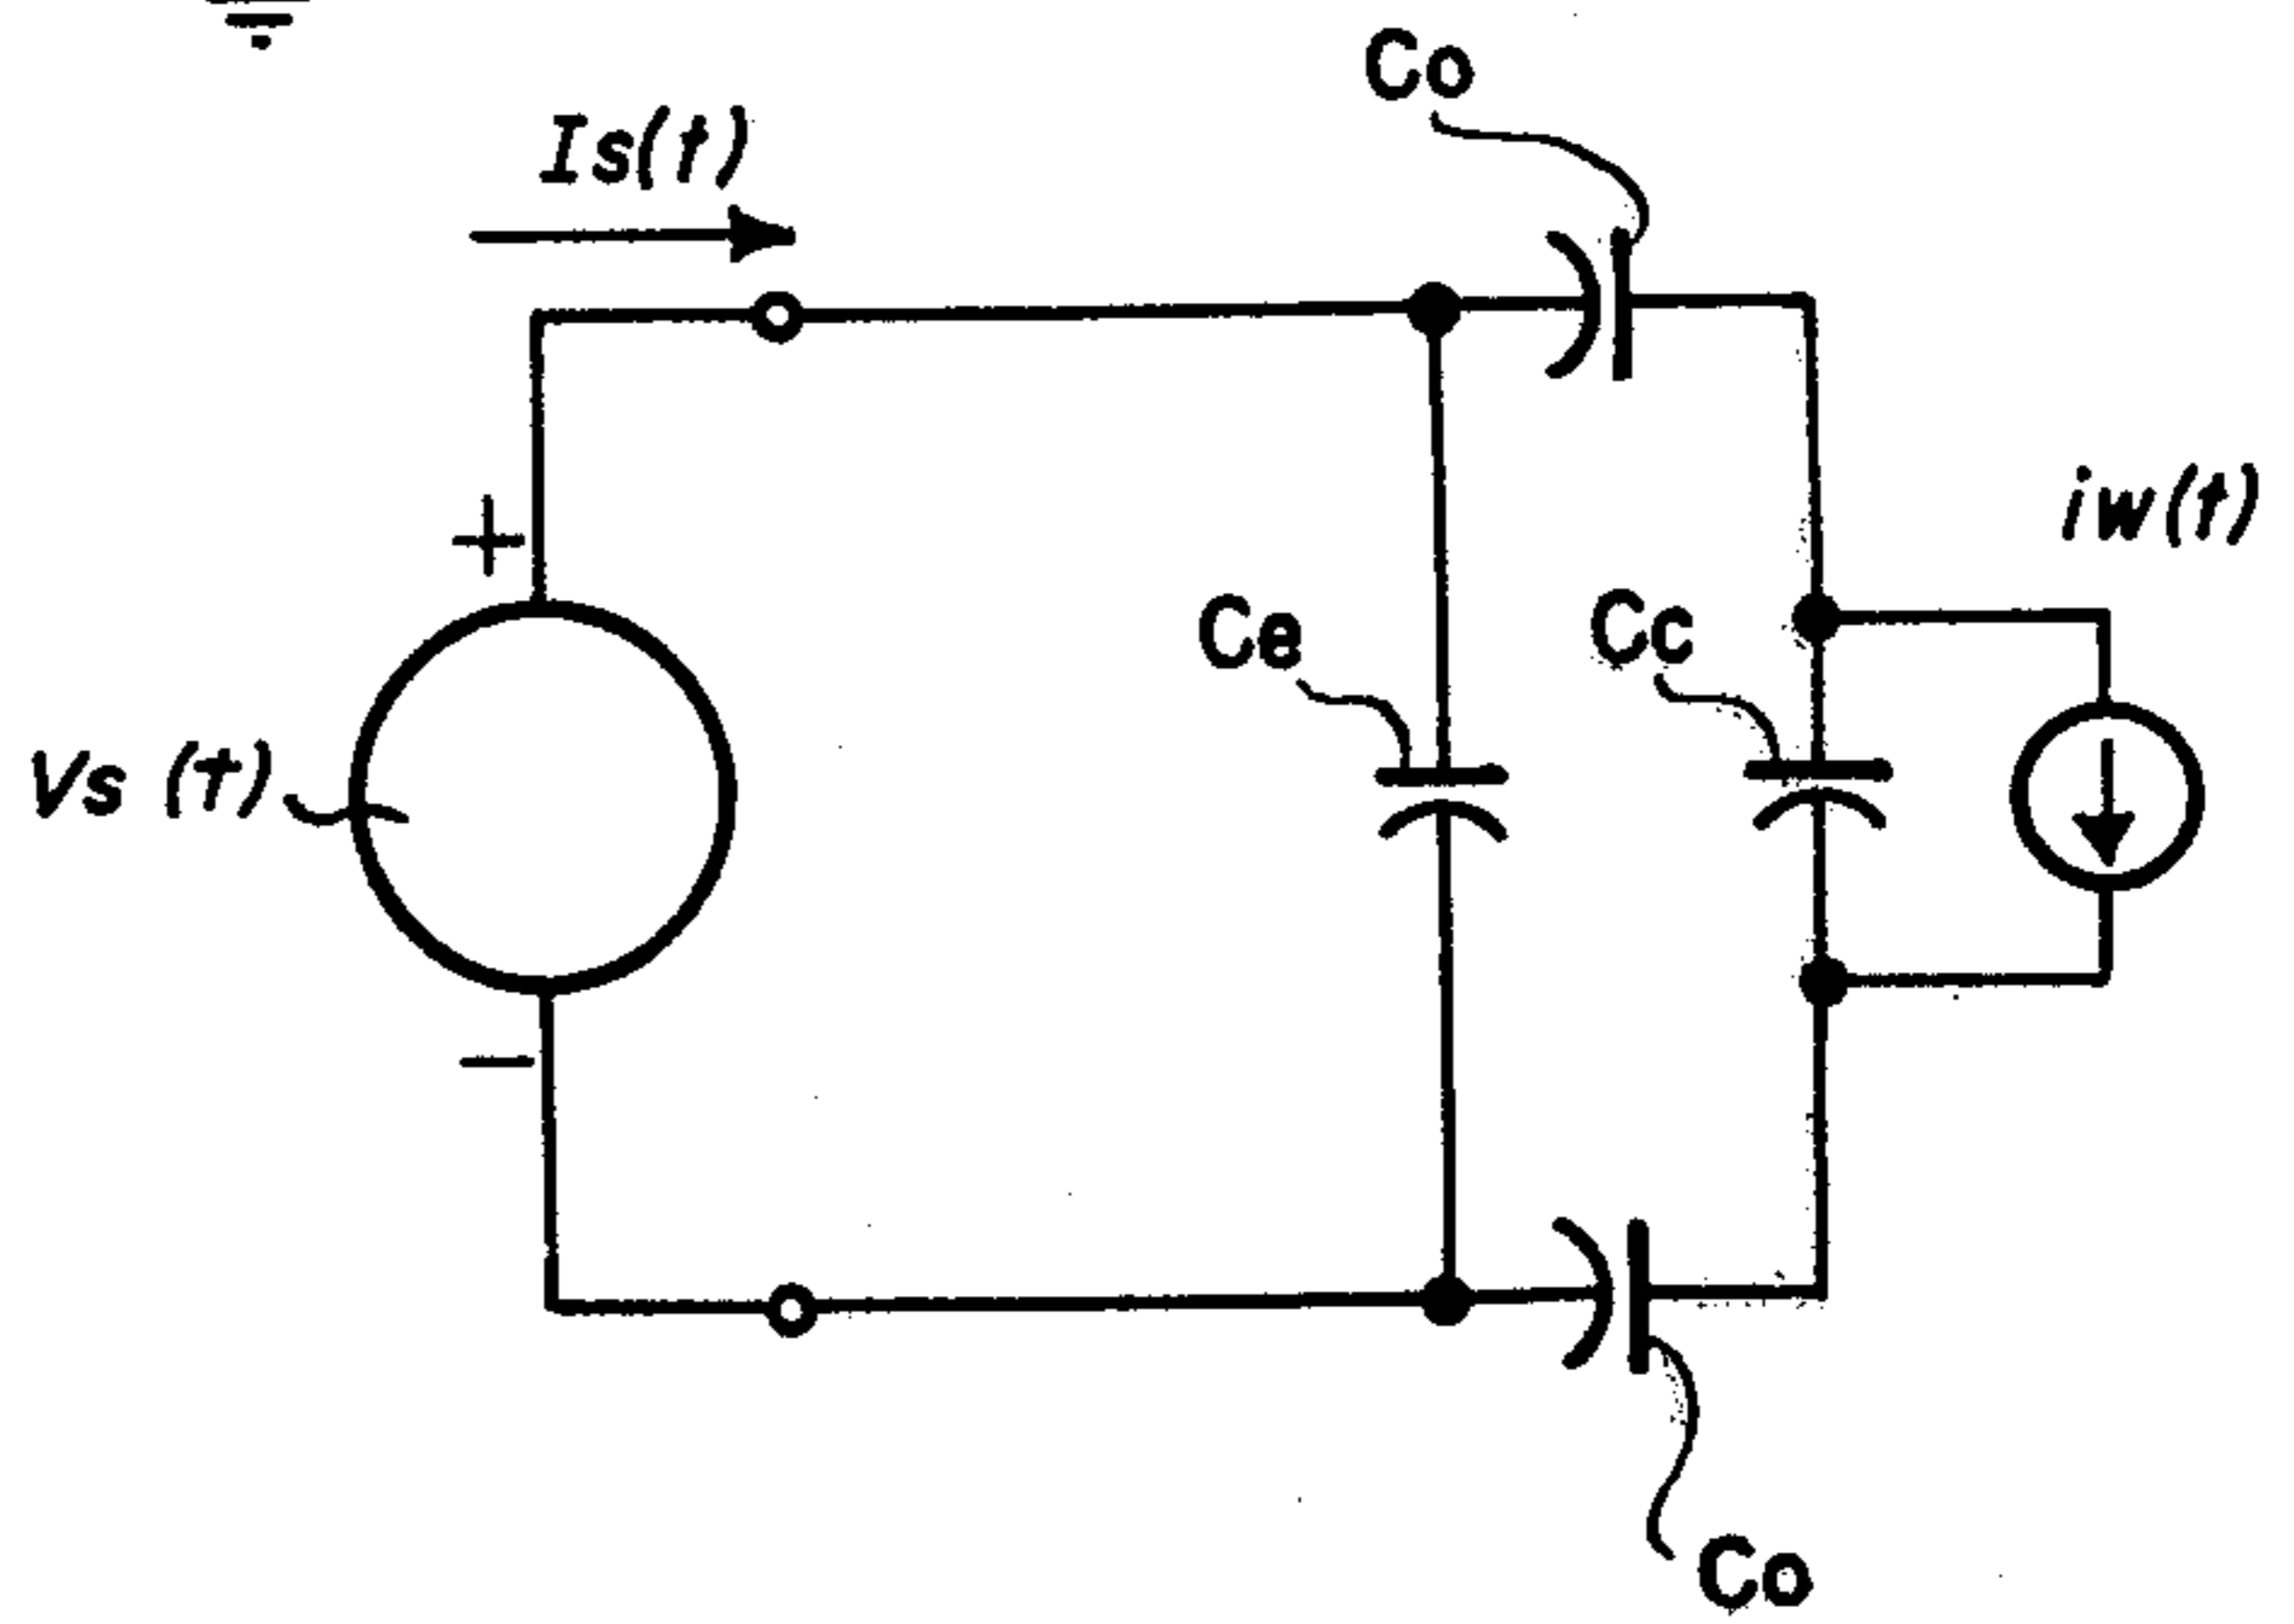 Co
Is(t)
+
iw(t)
Ce
Cc
Vs (t)
−
Co